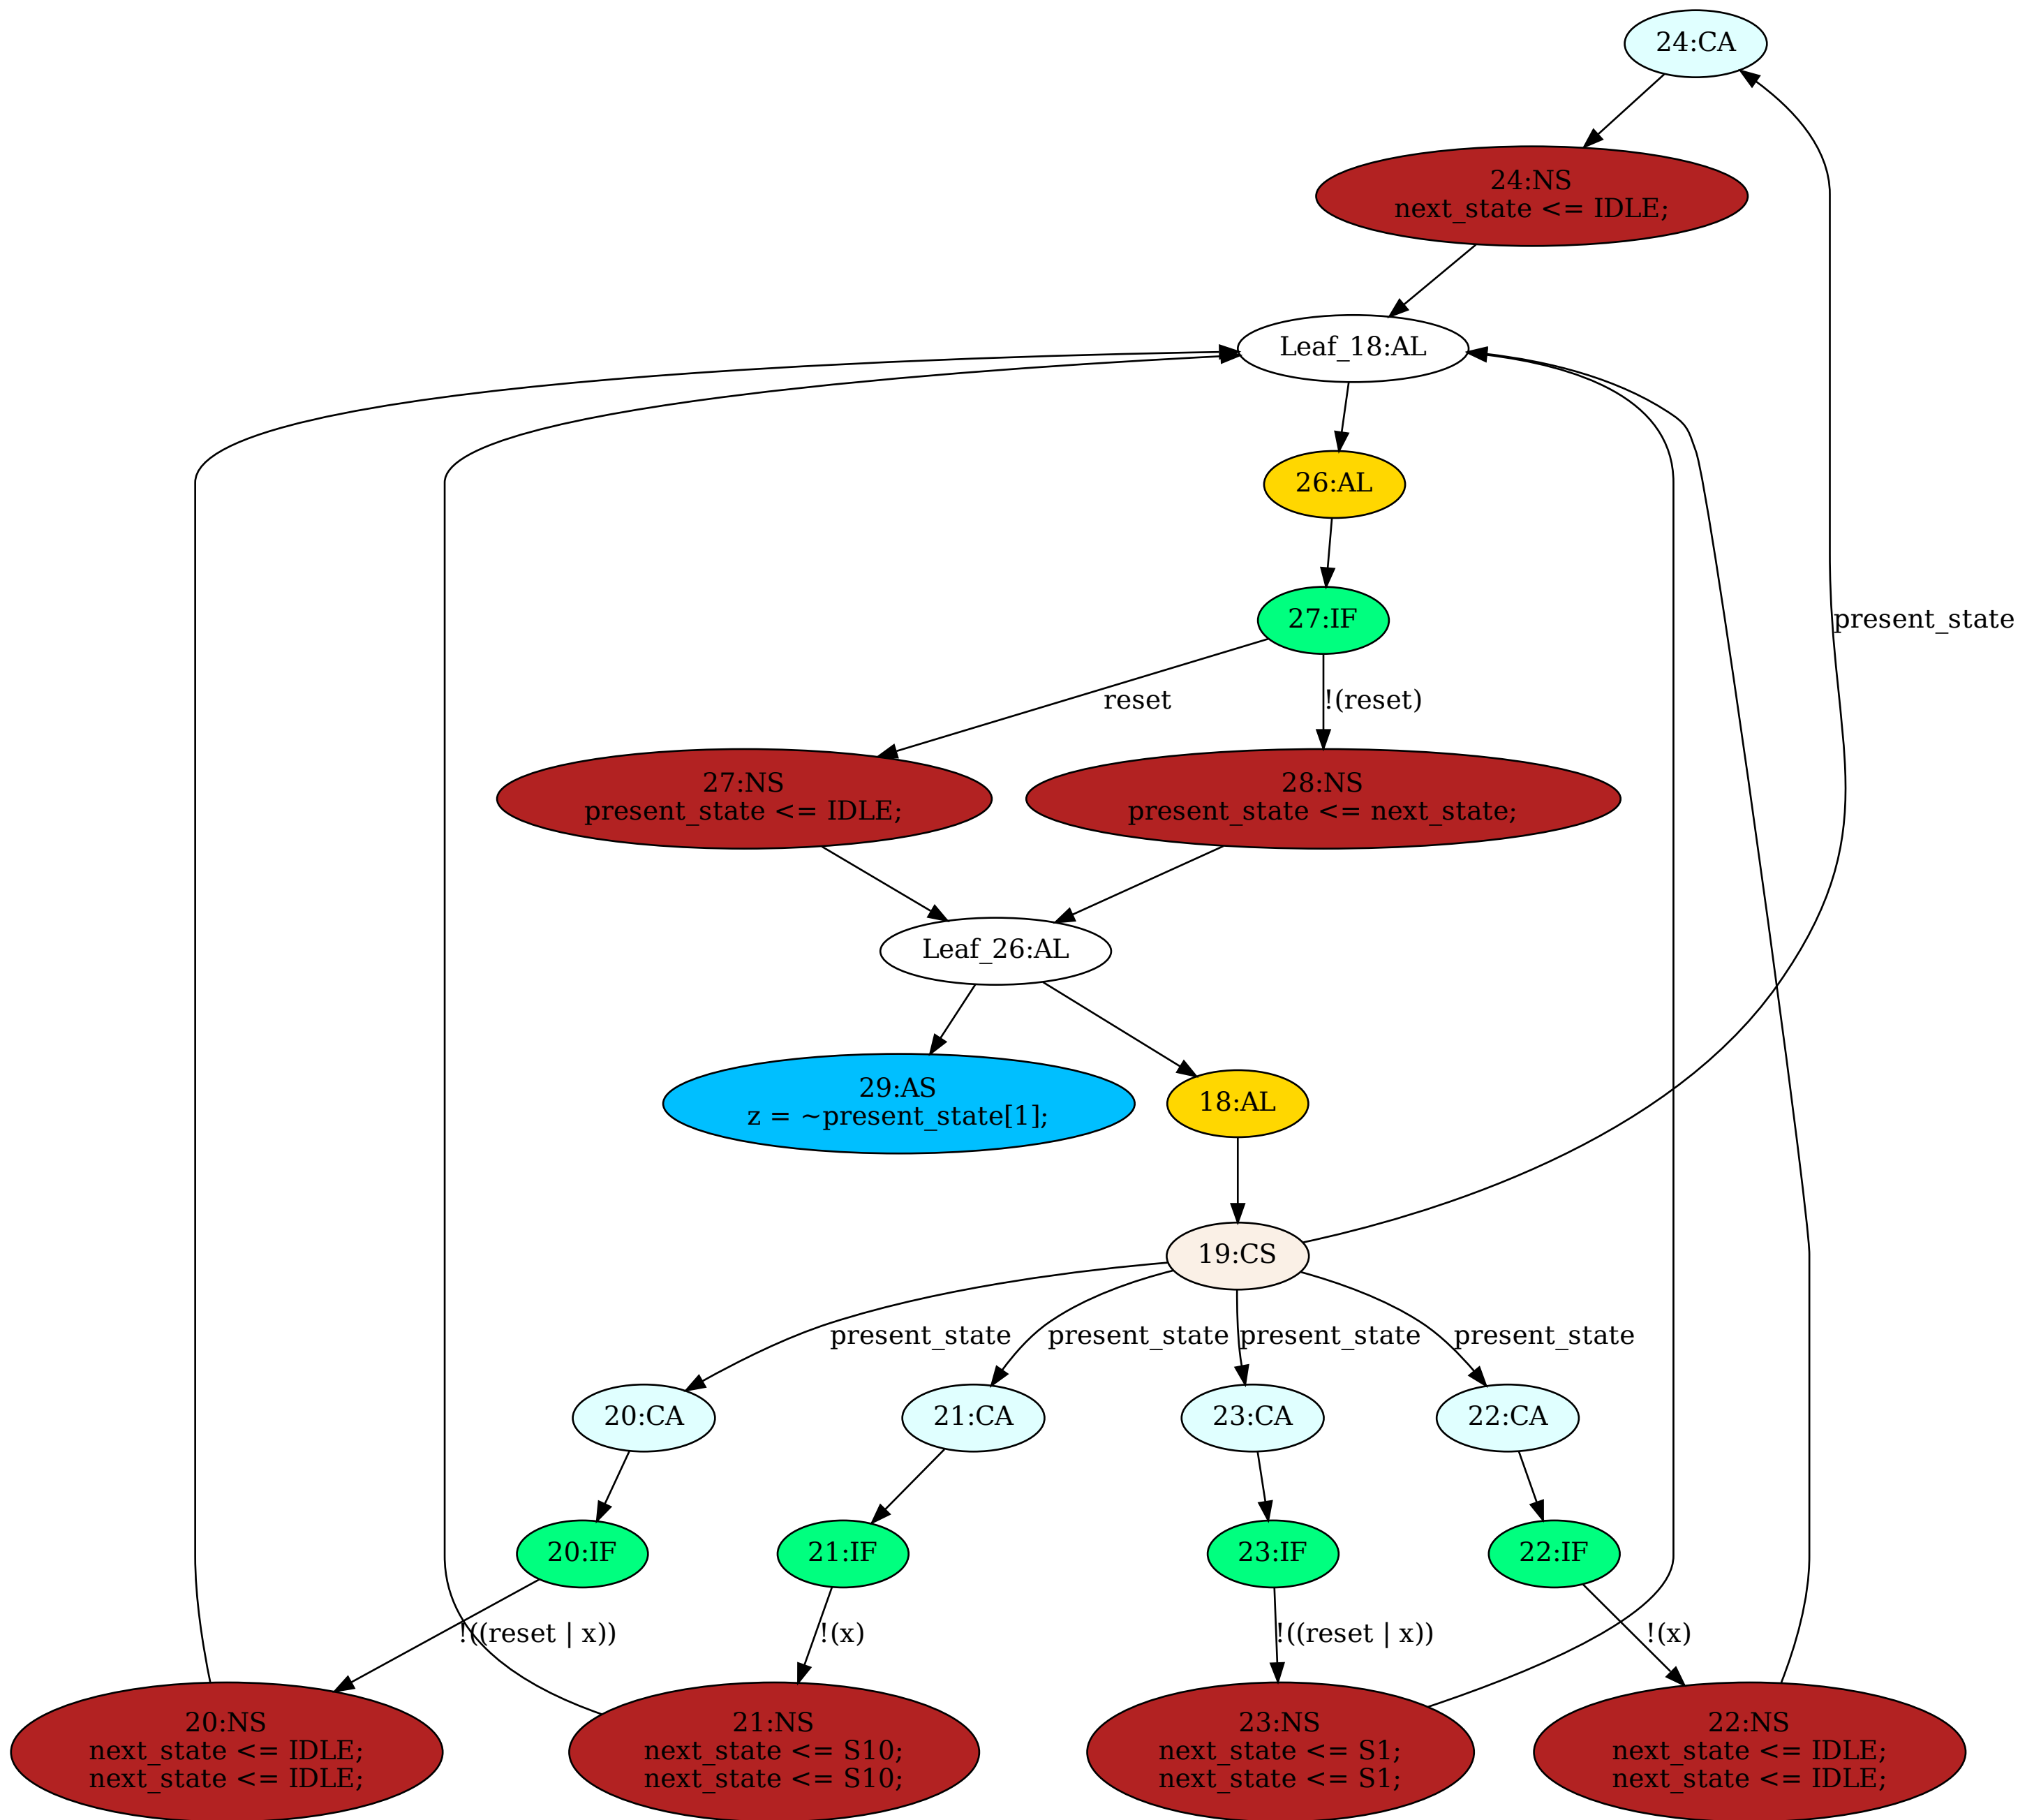 24:CA
24:NS
next_state <= IDLE;
Leaf_18:AL
26:AL
27:IF
present_state
reset
!(reset)
27:NS
present_state <= IDLE;
28:NS
present_state <= next_state;
Leaf_26:AL
29:AS
z = ~present_state[1];
18:AL
19:CS
present_state
present_state
present_state
present_state
20:CA
21:CA
23:CA
22:CA
20:IF
21:IF
23:IF
22:IF
!((reset | x))
!(x)
!((reset | x))
!(x)
20:NS
next_state <= IDLE;
next_state <= IDLE;
21:NS
next_state <= S10;
next_state <= S10;
23:NS
next_state <= S1;
next_state <= S1;
22:NS
next_state <= IDLE;
next_state <= IDLE;